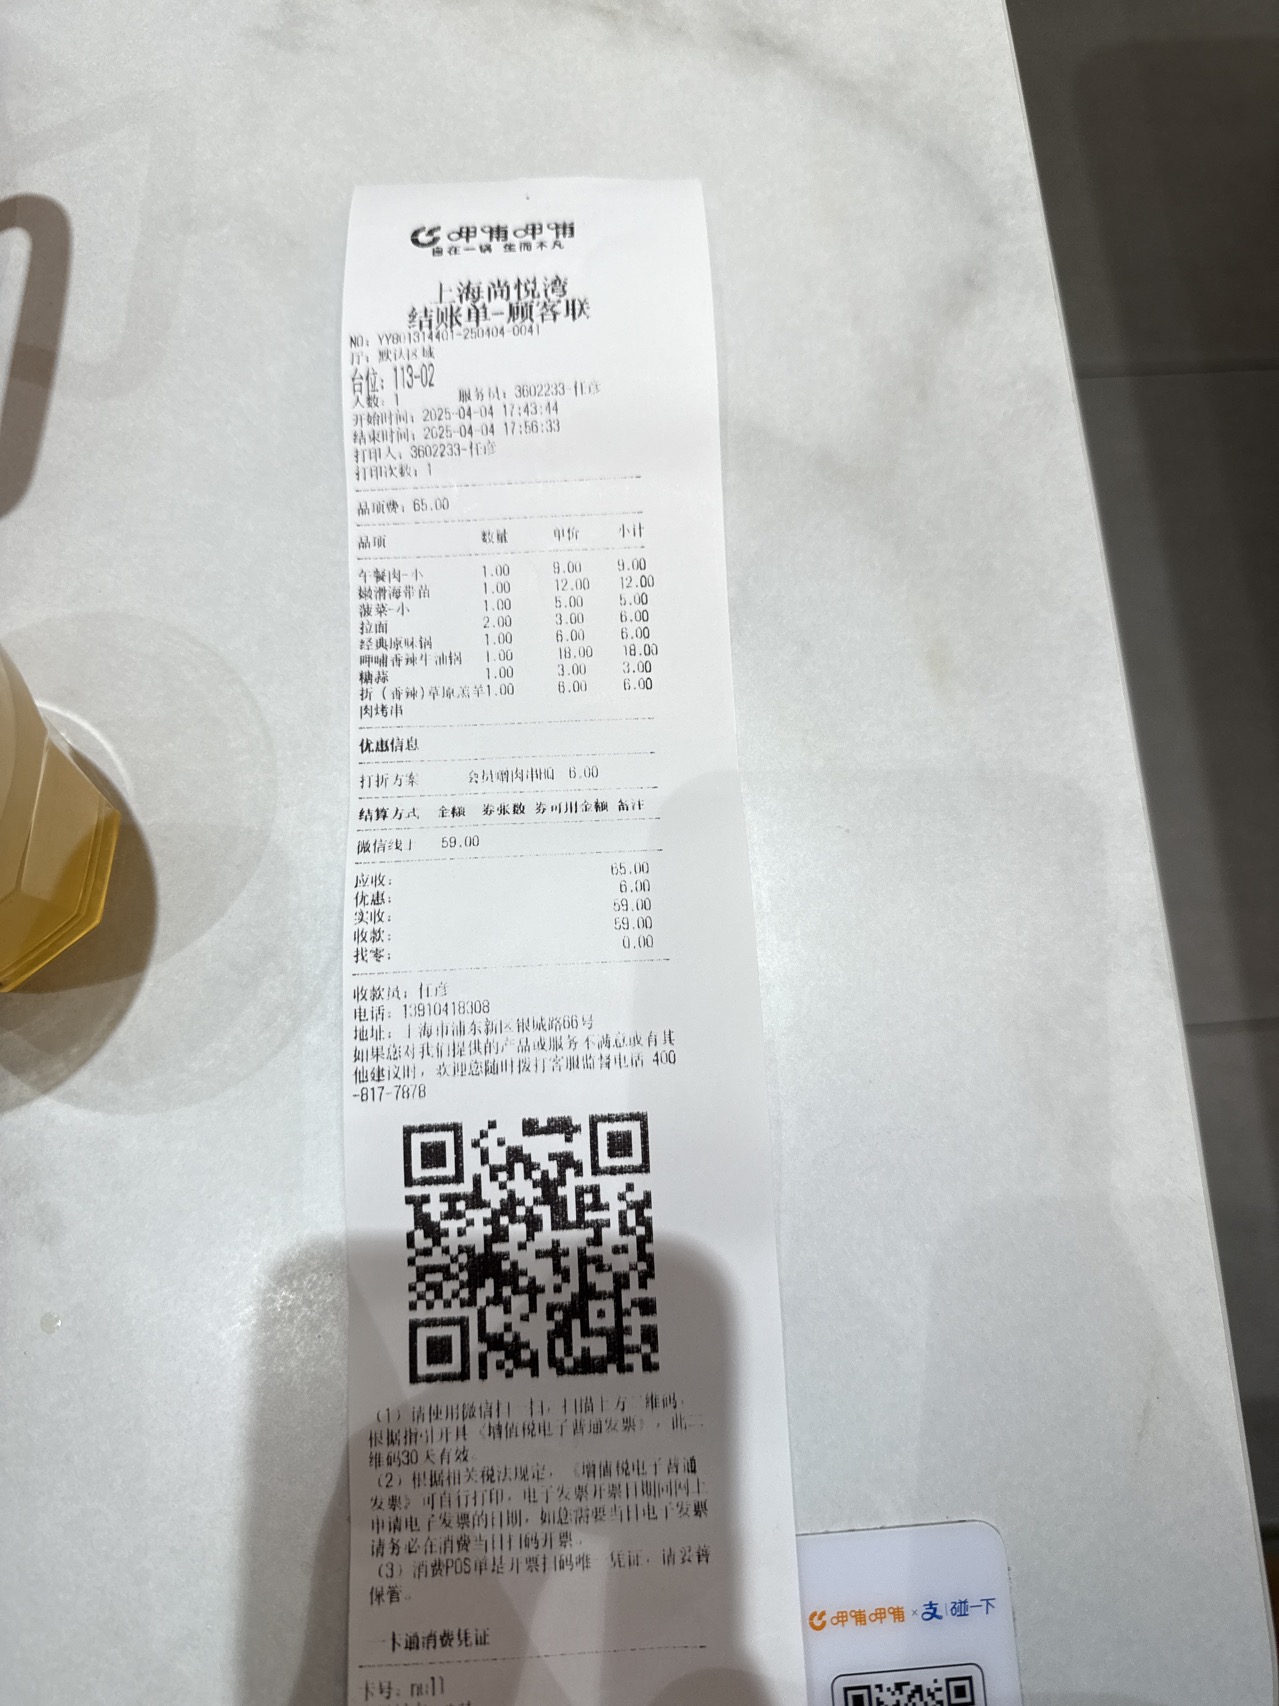 呷哺呷哺
皆在一锅 生而不凡
上海尚悦湾
结账单-顾客联
NO: YY801314401-250404-0041
厅: 默认区域
台位: 113-02
人数: 1 服务员: 3602233-任彦
开始时间: 2025-04-04 17:43:44
结束时间: 2025-04-04 17:56:33
打印人: 3602233-任彦
打印次数: 1
品项费: 65.00
品项 数量 单价 小计
午餐肉-小 1.00 9.00 9.00
嫩滑海带苗 1.00 12.00 12.00
菠菜-小 1.00 5.00 5.00
拉面 2.00 3.00 6.00
经典原味锅 1.00 6.00 6.00
呷哺香辣牛油锅 1.00 18.00 18.00
糖蒜 1.00 3.00 3.00
折(香辣)草原羔羊1.00 6.00 6.00
肉烤串
优惠信息
打折方案 会员赠肉串 6.00
结算方式 金额 券张数 券可用金额 备注
微信线下 59.00
应收: 65.00
优惠: 6.00
实收: 59.00
收款: 59.00
找零: 0.00
收款员: 任彦
电话: 13910418308
地址: 上海市浦东新区银城路66号
如果您对我们提供的产品或服务不满意或有其
他建议时, 欢迎您随时拨打客服监督电话 400
-817-7878
(1) 请使用微信扫一扫, 扫描上方二维码,
根据指引开具《增值税电子普通发票》, 此二
维码30天有效。
(2) 根据相关税法规定, 《增值税电子普通
发票》可自行打印, 电子发票开票日期同网上
申请电子发票的日期, 如您需要当日电子发票
请务必在消费当日扫码开票。
(3) 消费POS单是开票扫码唯一凭证, 请妥善
保管。
一卡通消费凭证
卡号: null
呷哺呷哺 × 支 | 碰一下